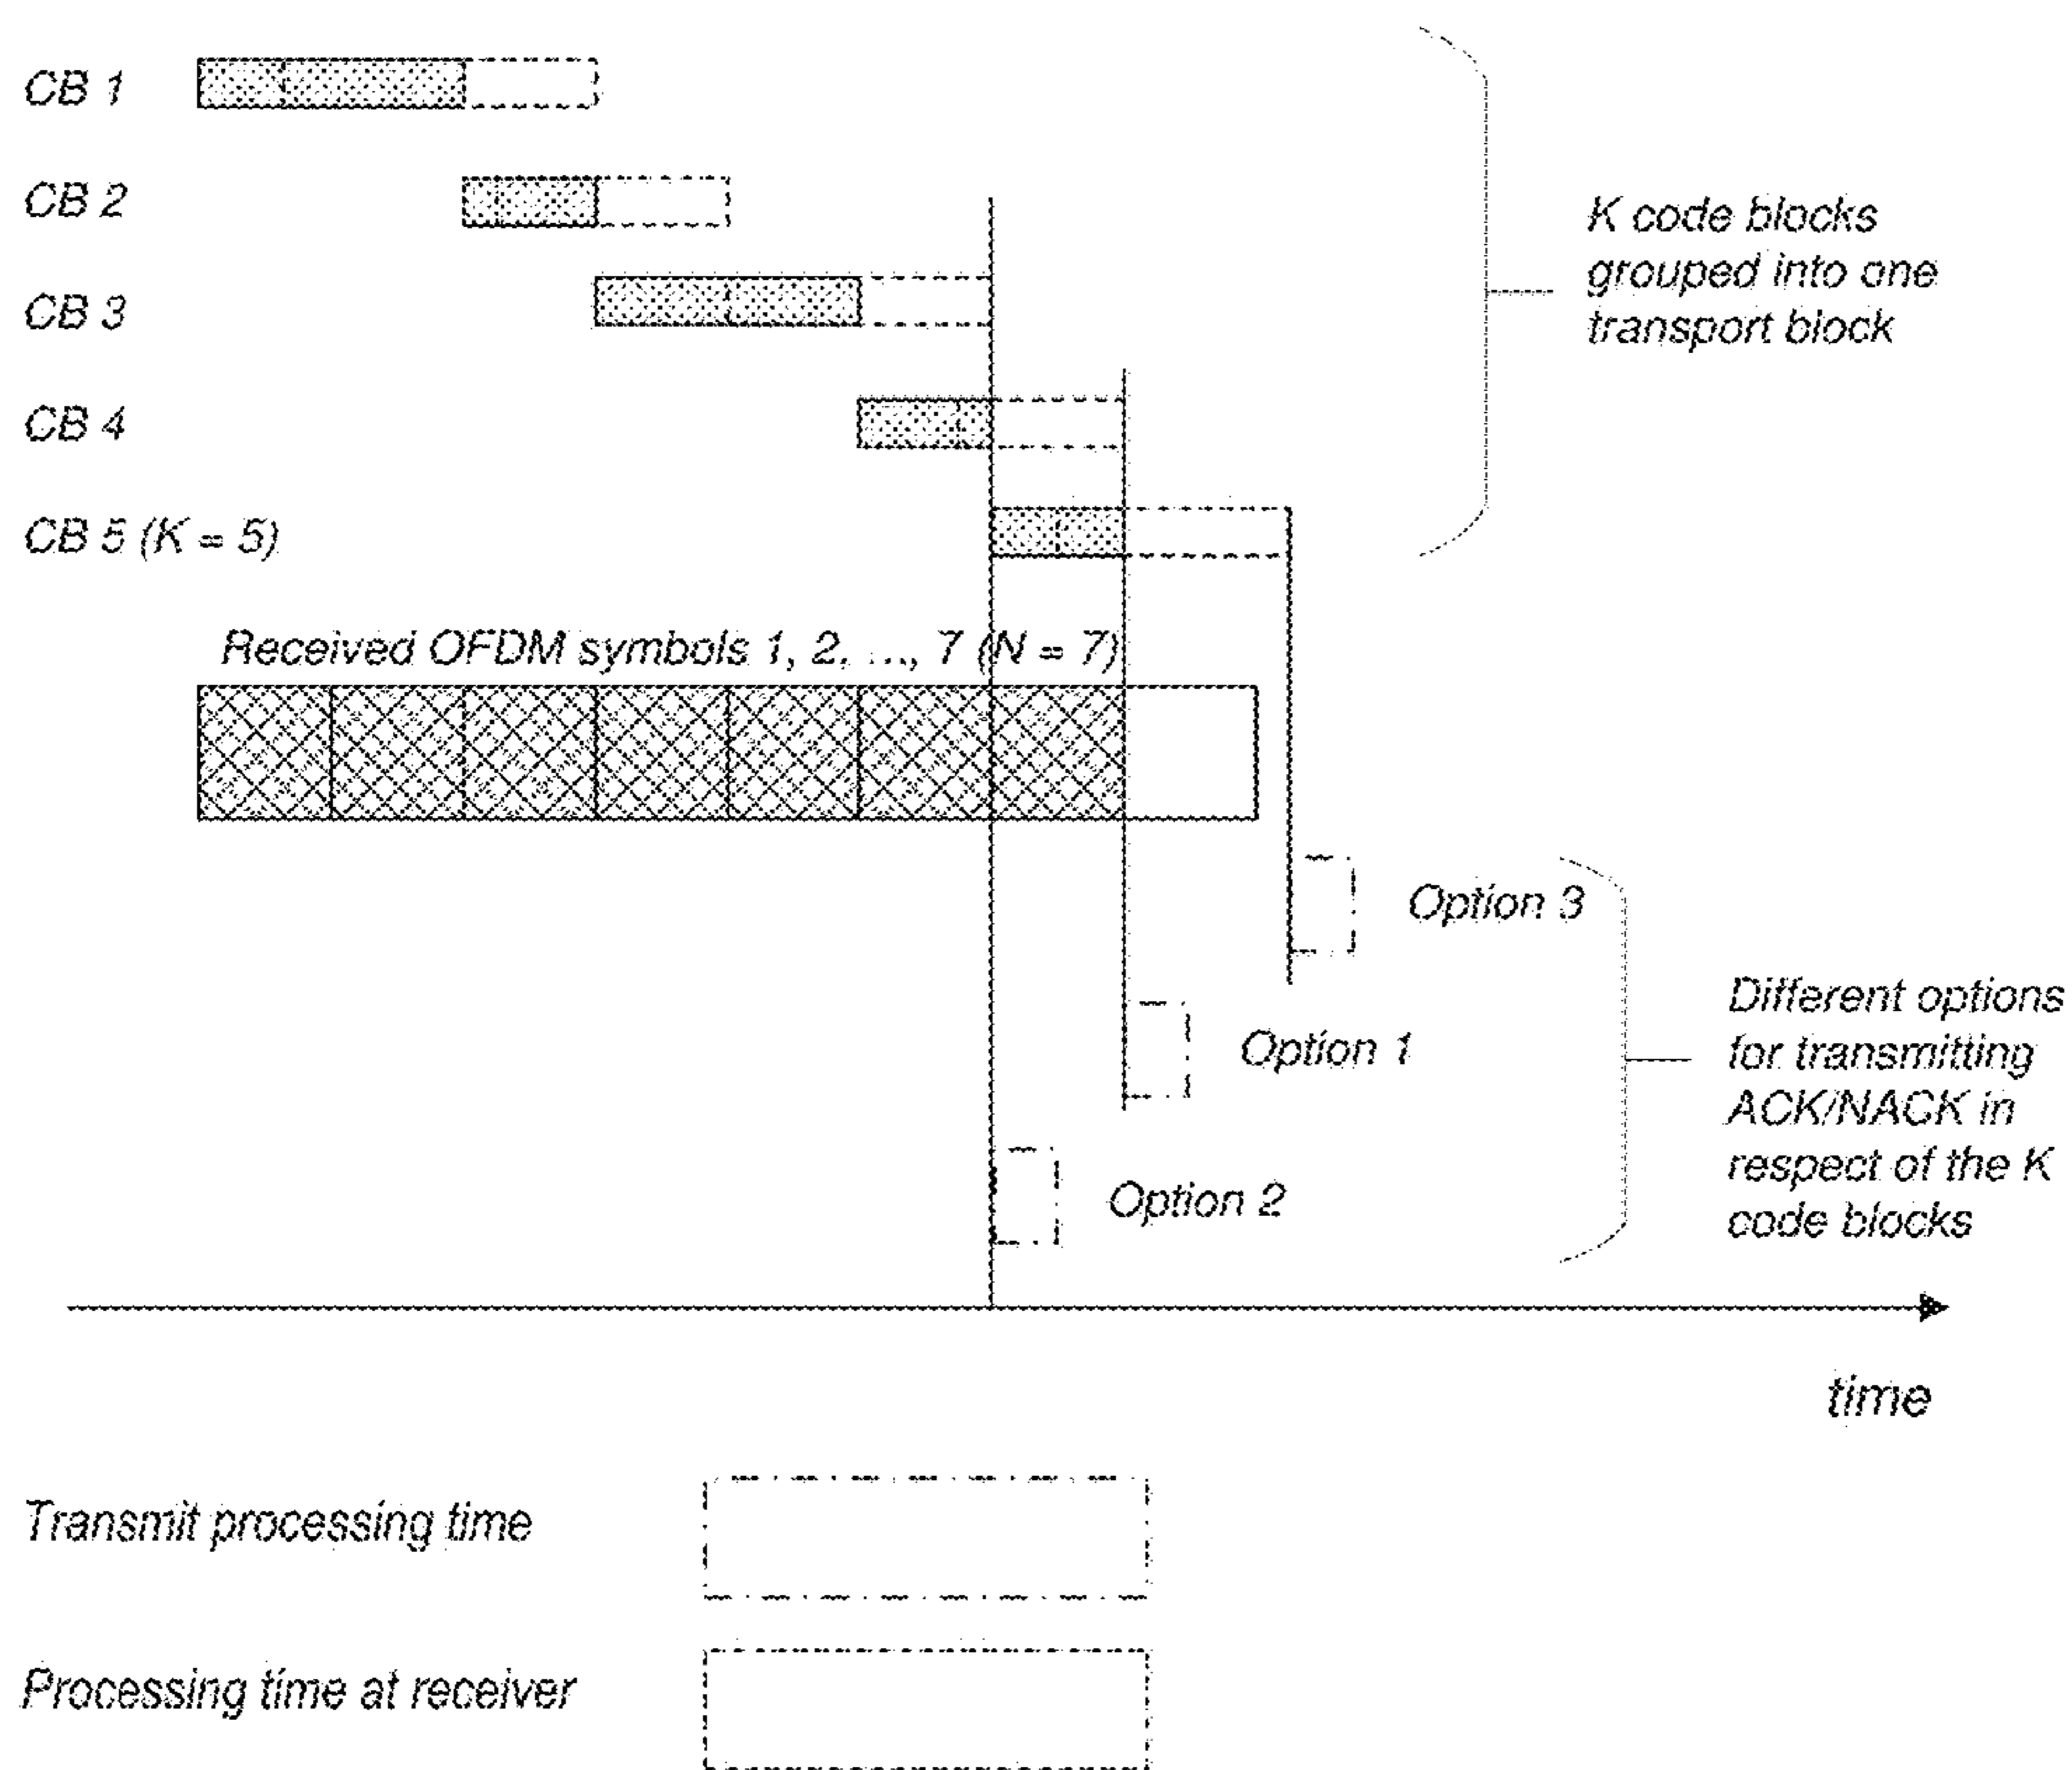 CB 1
CB 2
CB 3
CB 4
CB 5 (K = 5)
K code blocks
grouped into one
transport block
Received OFDM symbols 1, 2, ..., 7 (N = 7)
Option 3
Option 1
Option 2
Different options
for transmitting
ACK/NACK in
respect of the K
code blocks
time
Transmit processing time
Processing time at receiver